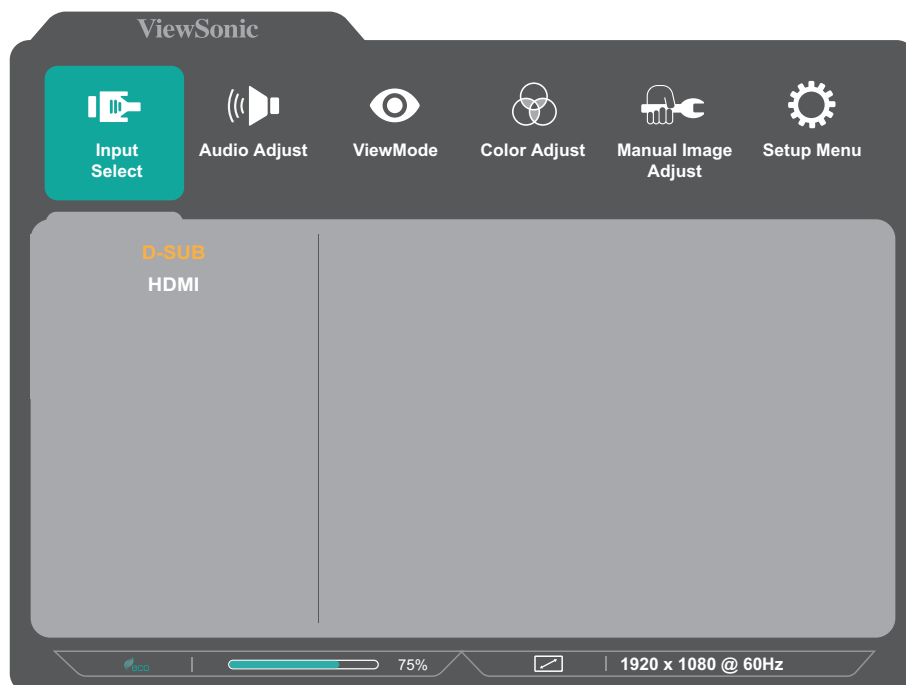 ViewSonic
Input
Select
Audio Adjust
ViewMode
Color Adjust
Manual Image
Adjust
Setup Menu
D-SUB
HDMI
eco
75%
1920 x 1080 @ 60Hz